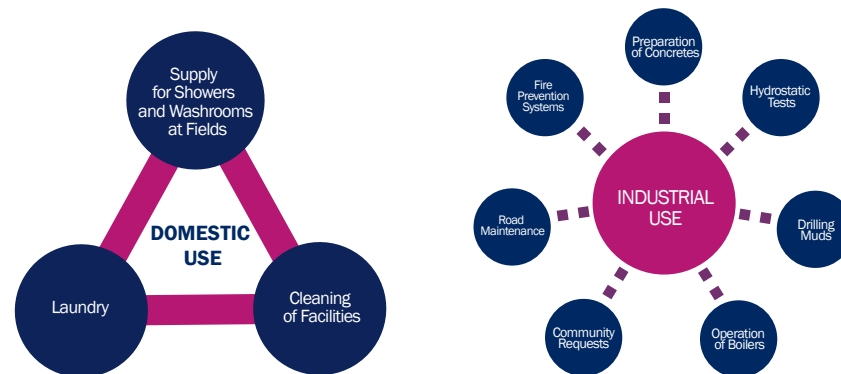 Supply
for Showers
and Washrooms
at Fields
DOMESTIC
USE
Laundry
Cleaning
of Facilities
Preparation
of Concretes
Fire
Prevention
Systems
Hydrostatic
Tests
INDUSTRIAL
USE
Road
Maintenance
Drilling
Muds
Community
Requests
Operation
of Boilers